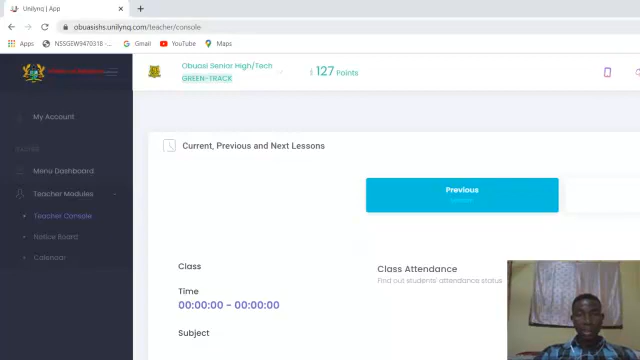 Unilynq | App
obuasishs.unilynq.com/teacher/console
Apps
NSSGEW9470318 -...
Gmail
YouTube
Maps
Obuasi Senior High/Tech
GREEN-TRACK
127 Points
My Account
Menu Dashboard
Teacher Modules
Teacher Console
Notice Board
Calendar
Current, Previous and Next Lessons
Previous
Class
Class Attendance
Find out students' attendance status
Time
00:00:00 - 00:00:00
Subject